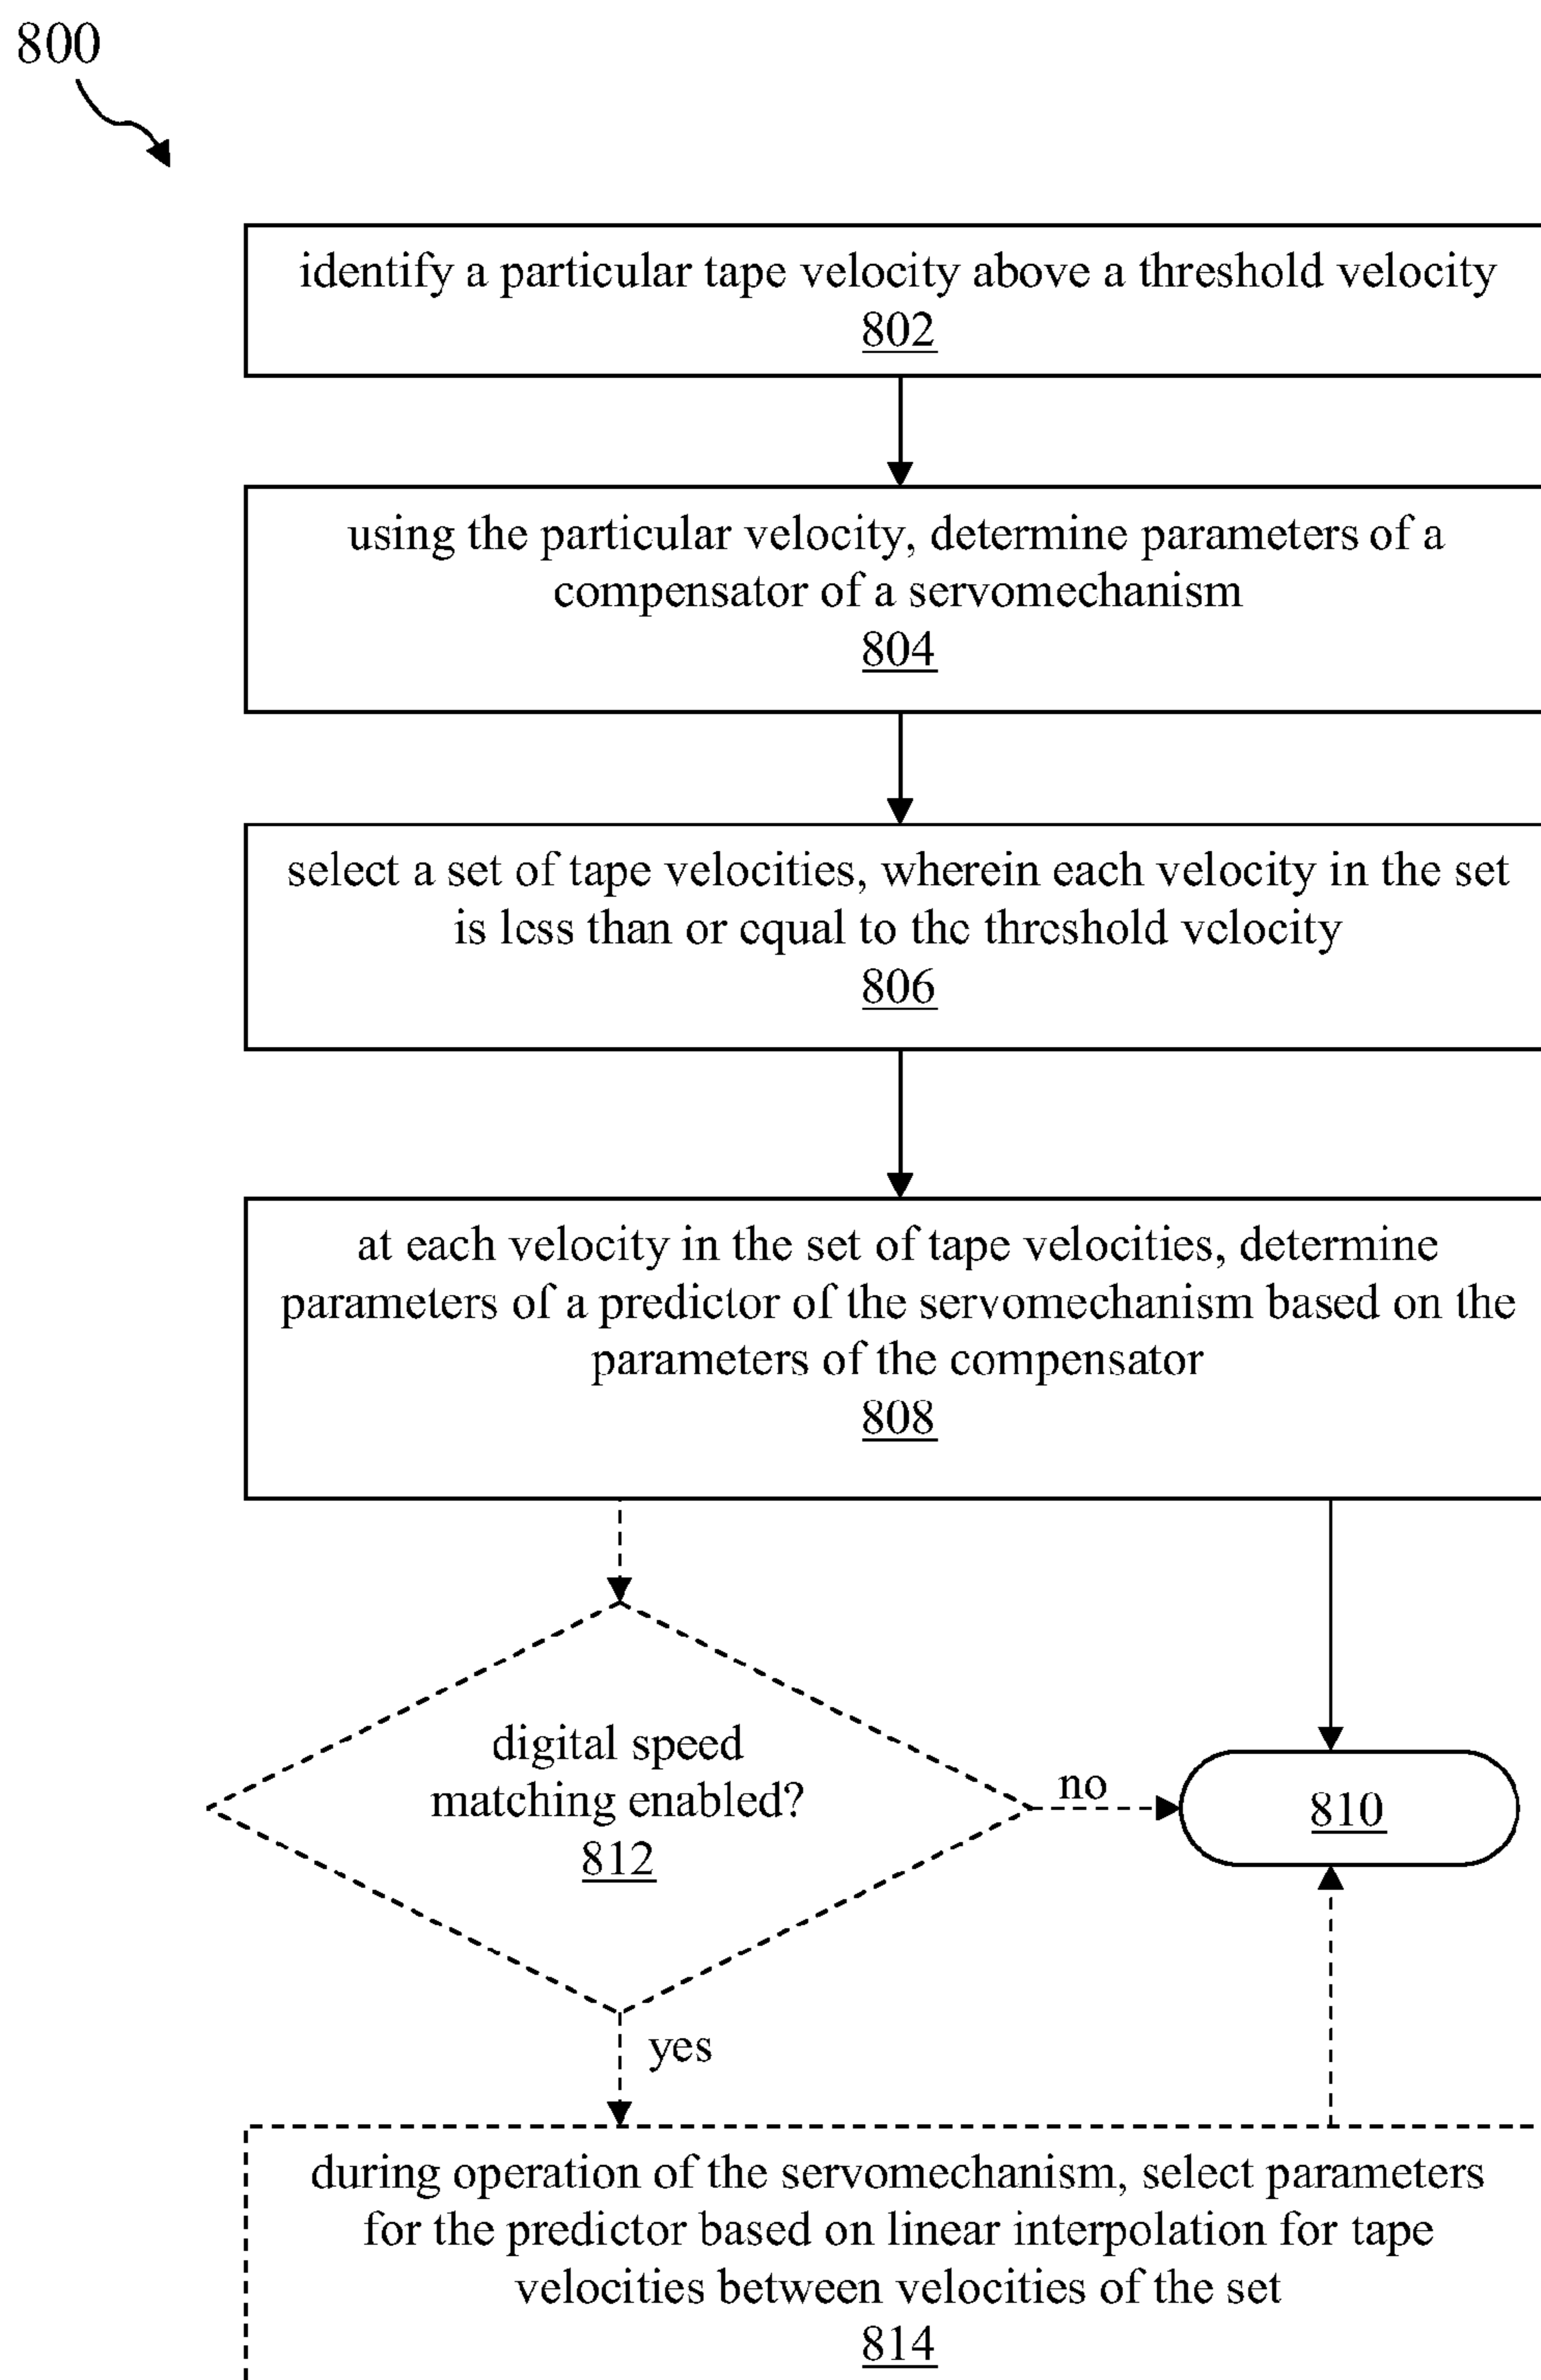 800
identify a particular tape velocity above a threshold velocity
802
using the particular velocity, determine parameters of a
compensator of a servomechanism
804
select a set of tape velocities, wherein each velocity in the set
is less than or equal to the threshold velocity
806
at each velocity in the set of tape velocities, determine
parameters of a predictor of the servomechanism based on the
parameters of the compensator
808
digital speed
matching enabled?
812
no
810
yes
during operation of the servomechanism, select parameters
for the predictor based on linear interpolation for tape
velocities between velocities of the set
814